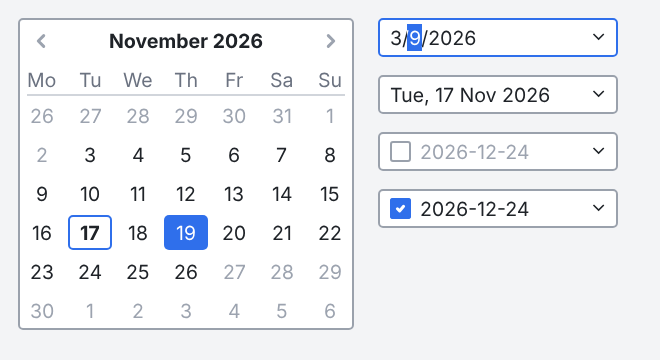 November 2026
Mo Tu We Th Fr Sa Su
26 27 28 29 30 31 1
2 3 4 5 6 7 8
9 10 11 12 13 14 15
16 17 18 19 20 21 22
23 24 25 26 27 28 29
30 1 2 3 4 5 6
3/9/2026
Tue, 17 Nov 2026
2026-12-24
2026-12-24